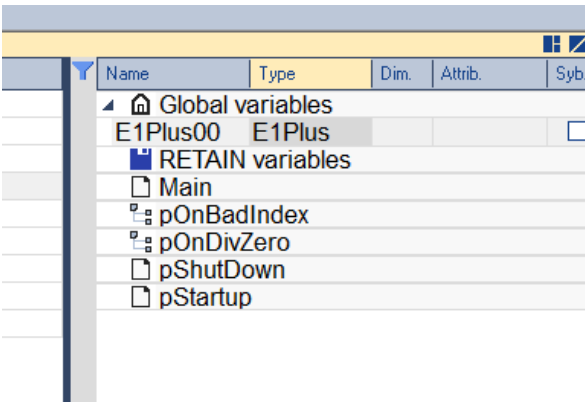 Name Type Dim. Attrib. Syb.
Global variables
E1Plus00 E1Plus
RETAIN variables
Main
pOnBadIndex
pOnDivZero
pShutDown
pStartup